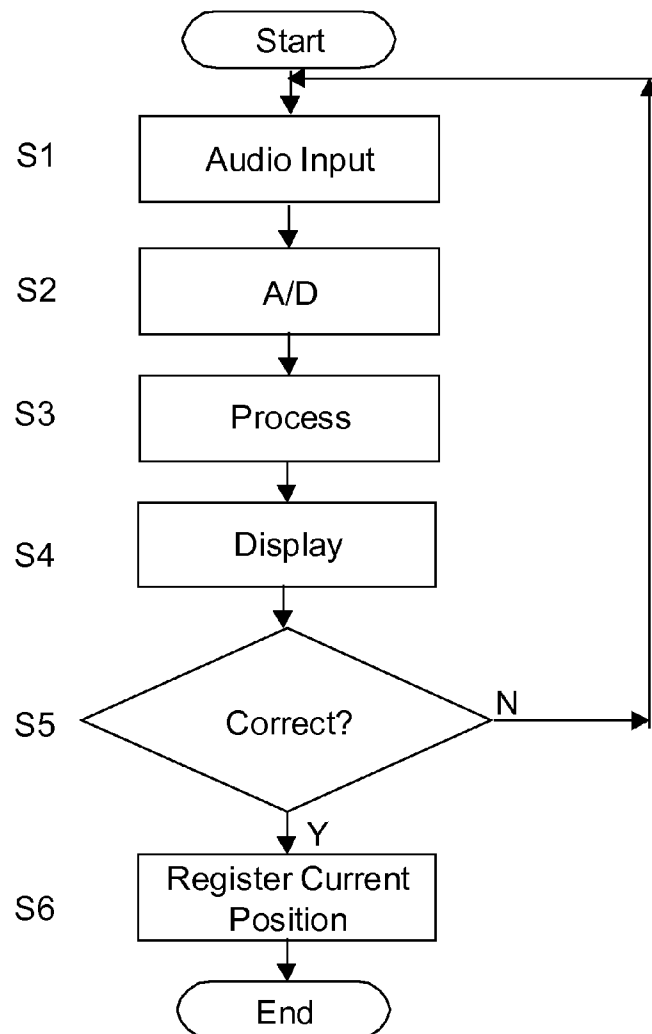 Start
S1
Audio Input
S2
A/D
S3
Process
S4
Display
S5
Correct?
N
Y
S6
Register Current
Position
End